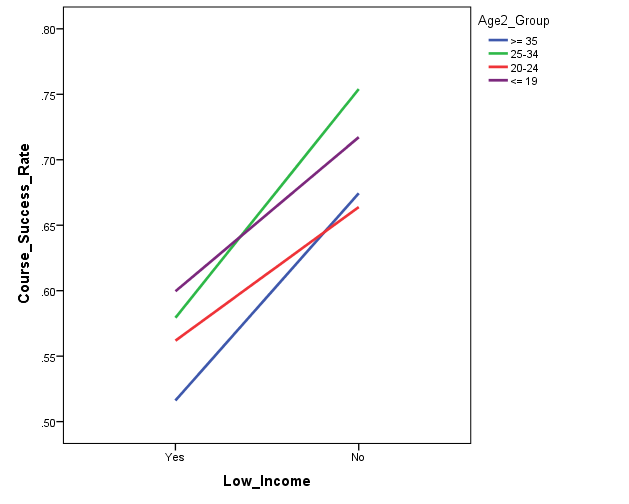 Age2_Group
>= 35
25-34
20-24
<= 19
Course_Success_Rate
.80
.75
.70
.65
.60
.55
.50
Yes No
Low_Income